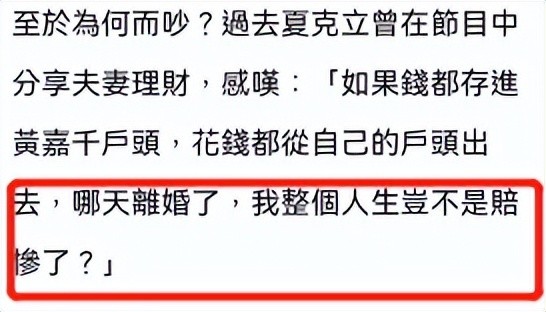 至於為何而吵？過去夏克立曾在節目中
分享夫妻理財，感嘆：「如果錢都存進
黃嘉千戶頭，花錢都從自己的戶頭出
去，哪天離婚了，我整個人生豈不是賠
慘了？」